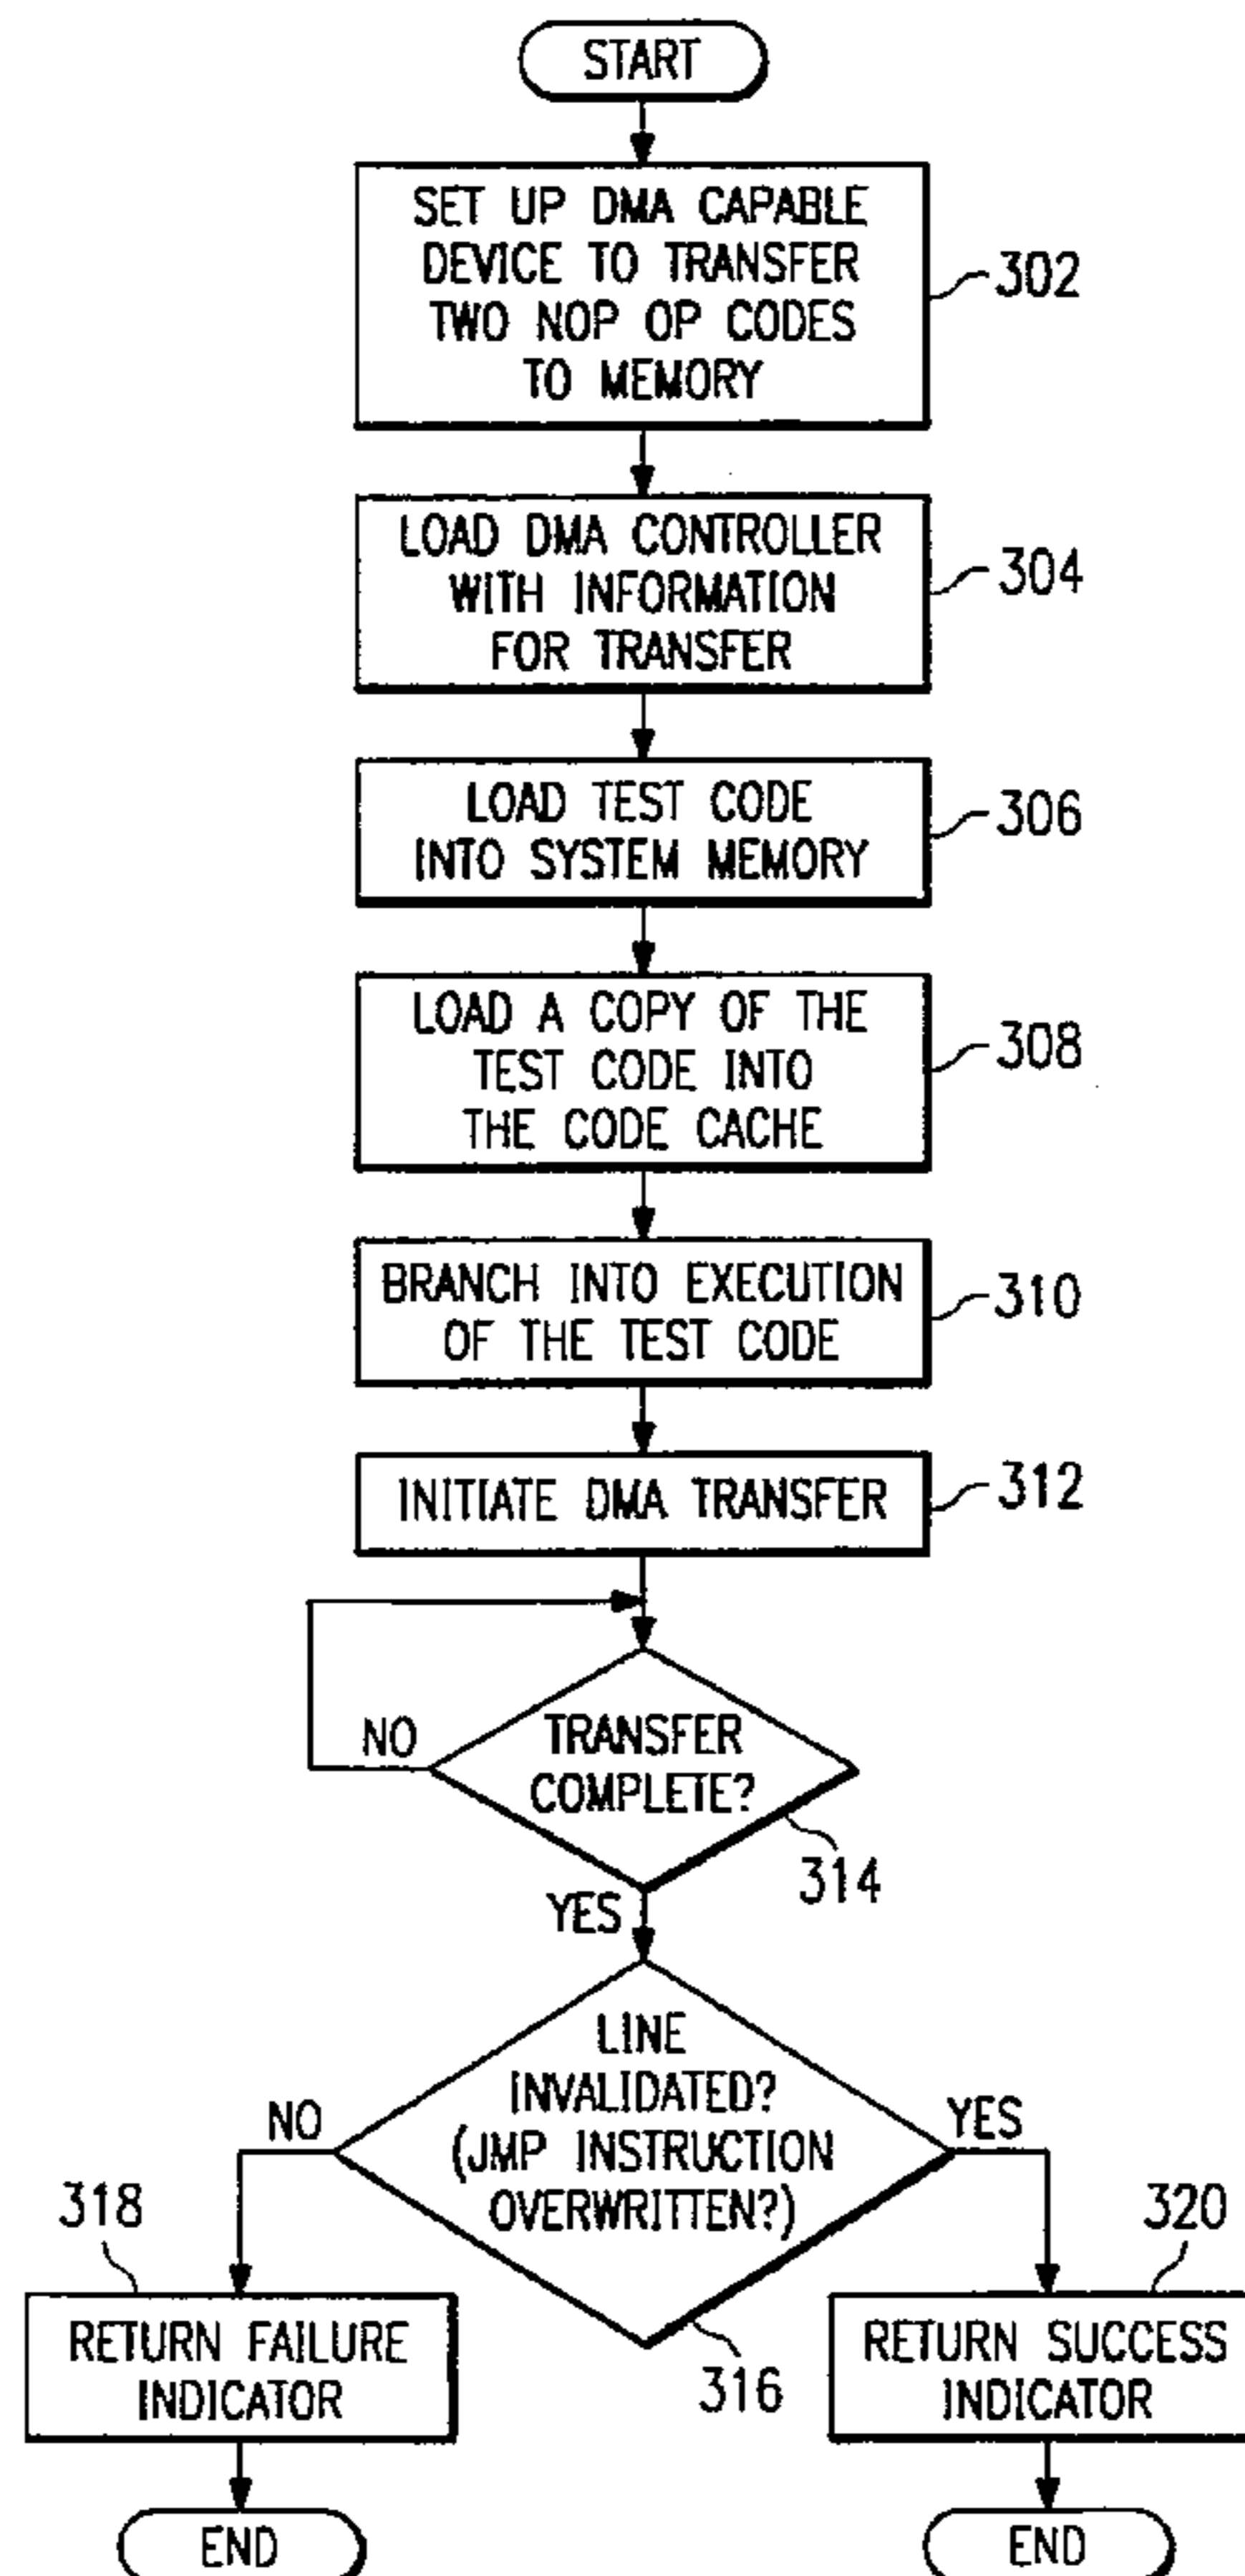 START
SET UP DMA CAPABLE
DEVICE TO TRANSFER
TWO NOP OP CODES
TO MEMORY
302
LOAD DMA CONTROLLER
WITH INFORMATION
FOR TRANSFER
304
LOAD TEST CODE
INTO SYSTEM MEMORY
306
LOAD A COPY OF THE
TEST CODE INTO
THE CODE CACHE
308
BRANCH INTO EXECUTION
OF THE TEST CODE
310
INITIATE DMA TRANSFER
312
NO
TRANSFER
COMPLETE?
314
YES
LINE
INVALIDATED?
(JMP INSTRUCTION
OVERWRITTEN?)
NO
YES
316
318
RETURN FAILURE
INDICATOR
320
RETURN SUCCESS
INDICATOR
END
END